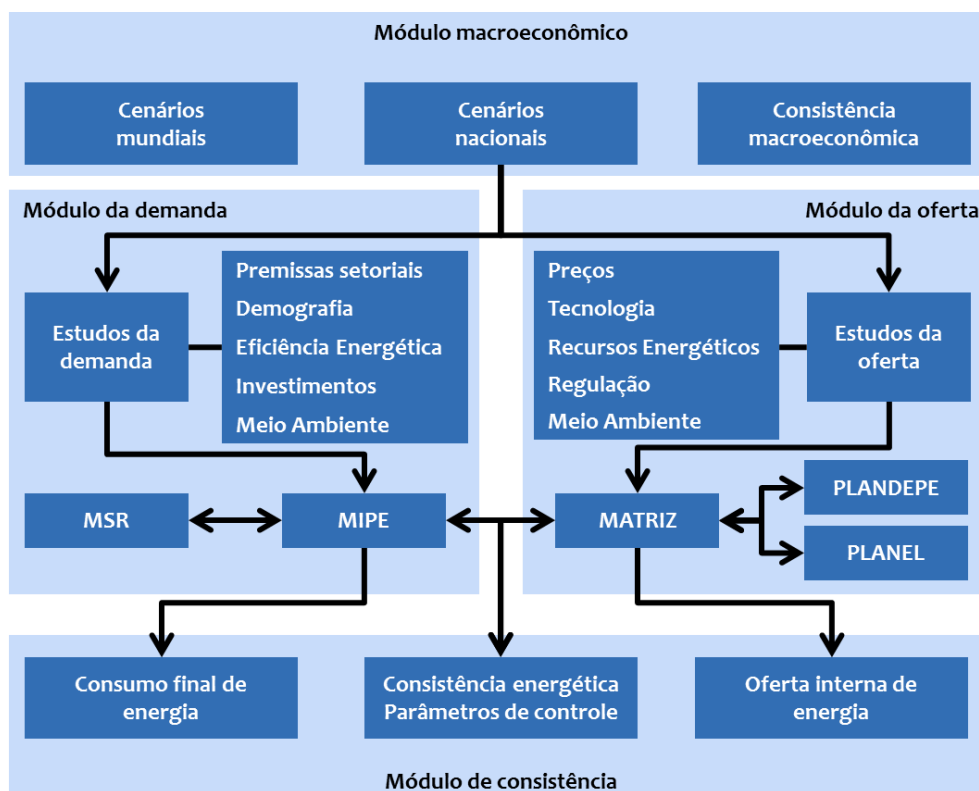 Módulo macroeconômico
Cenários
mundiais
Cenários
nacionais
Consistência
macroeconômica
Módulo da demanda
Módulo da oferta
Estudos da
demanda
Premissas setoriais
Demografia
Eficiência Energética
Investimentos
Meio Ambiente
Preços
Tecnologia
Recursos Energéticos
Regulação
Meio Ambiente
Estudos da
oferta
MSR
MIPE
MATRIZ
PLANDEPE
PLANEL
Consumo final de
energia
Consistência energética
Parâmetros de controle
Oferta interna de
energia
Módulo de consistência